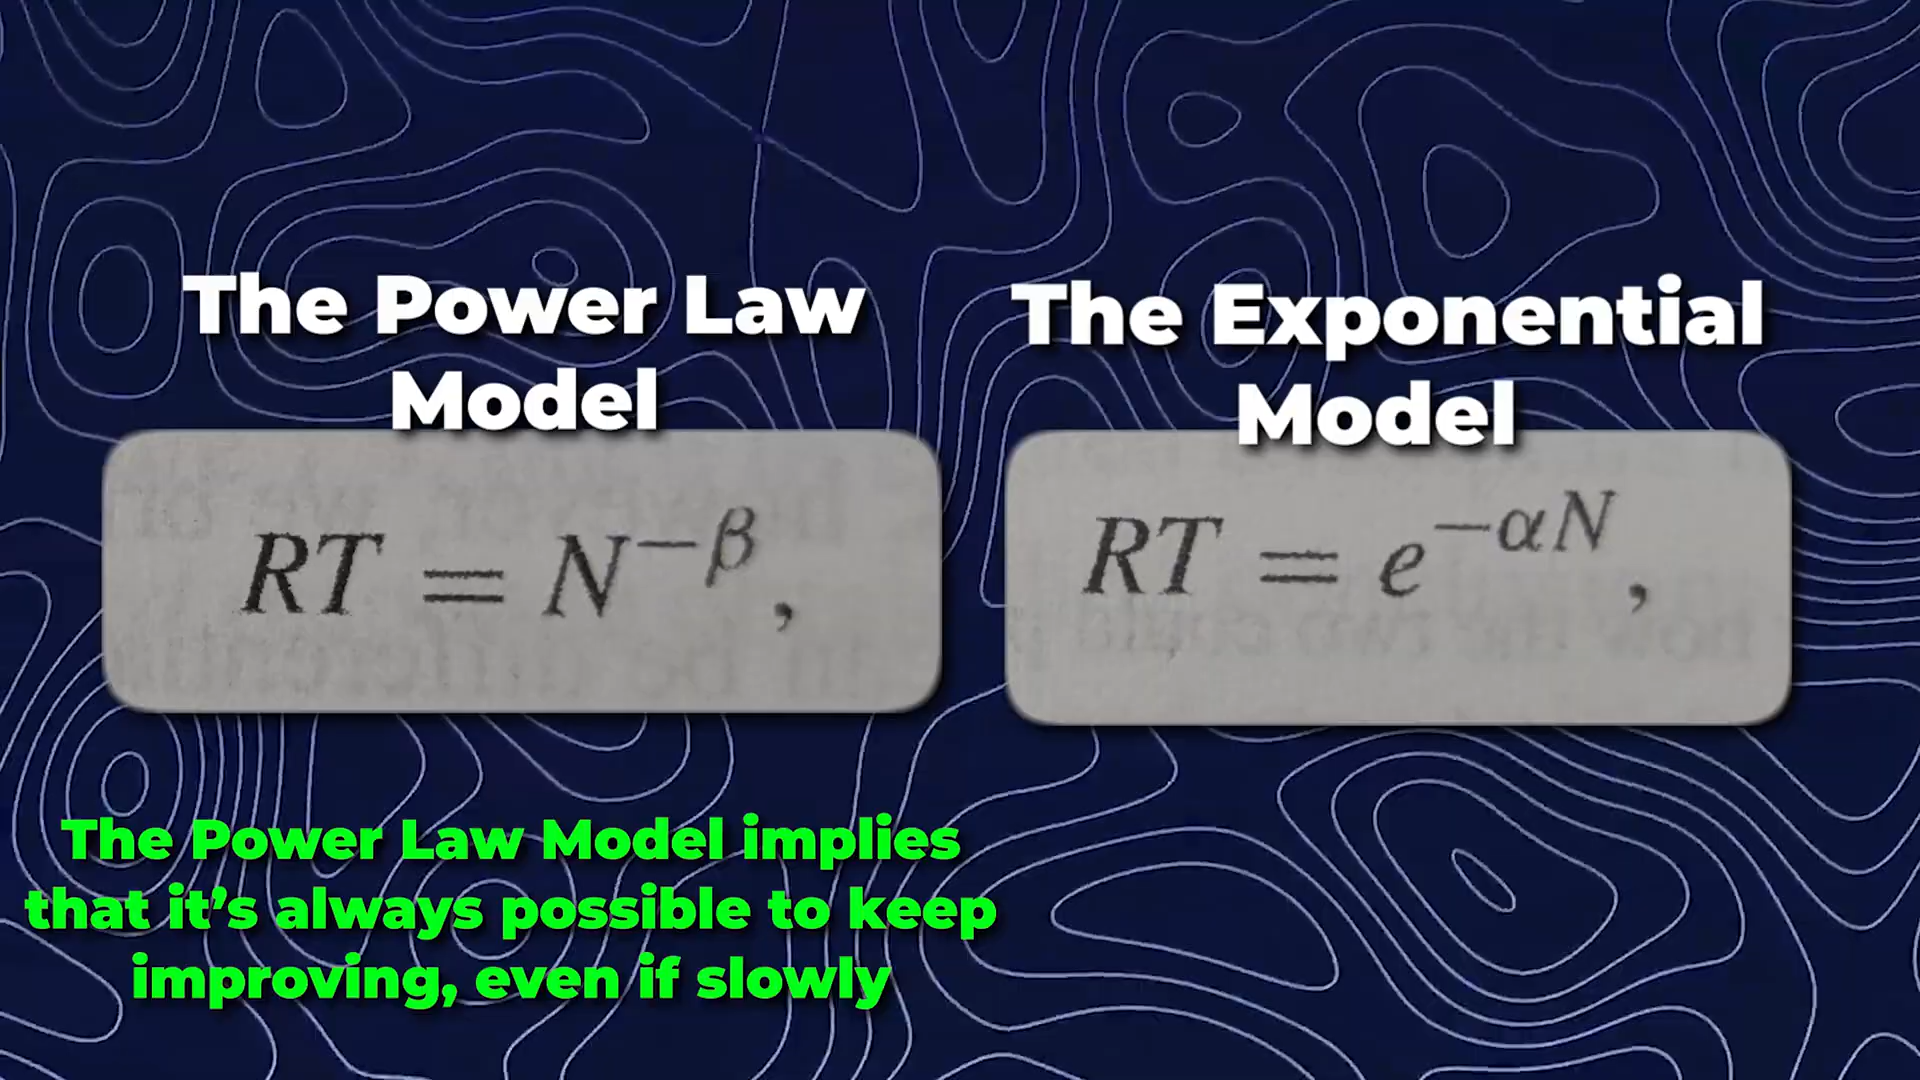 The Power Law
Model
RT = N^{-β},
The Exponential
Model
RT = e^{-αN},
The Power Law Model implies
that it's always possible to keep
improving, even if slowly